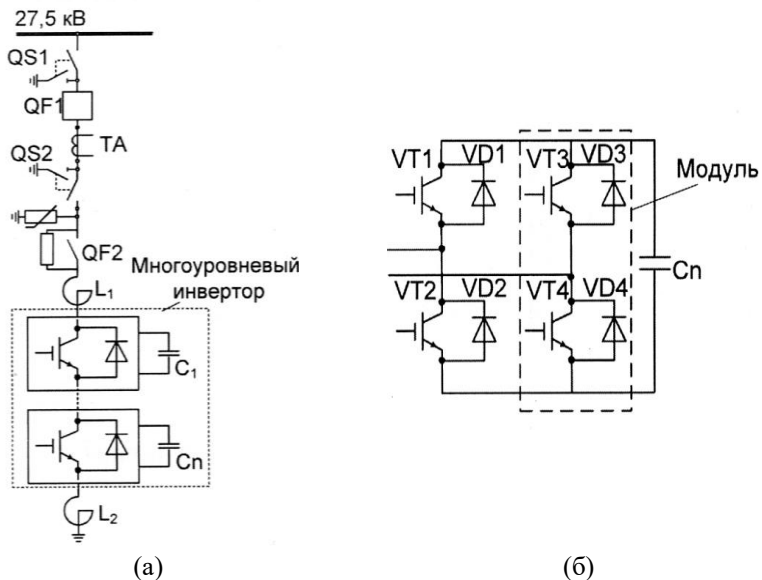 27,5 кВ
QS1
QF1
TA
QS2
QF2
L1
Многоуровневый
инвертор
C1
Cn
L2
(а)
VT1 VD1 VT3 VD3
Модуль
Cn
VT2 VD2 VT4 VD4
(б)